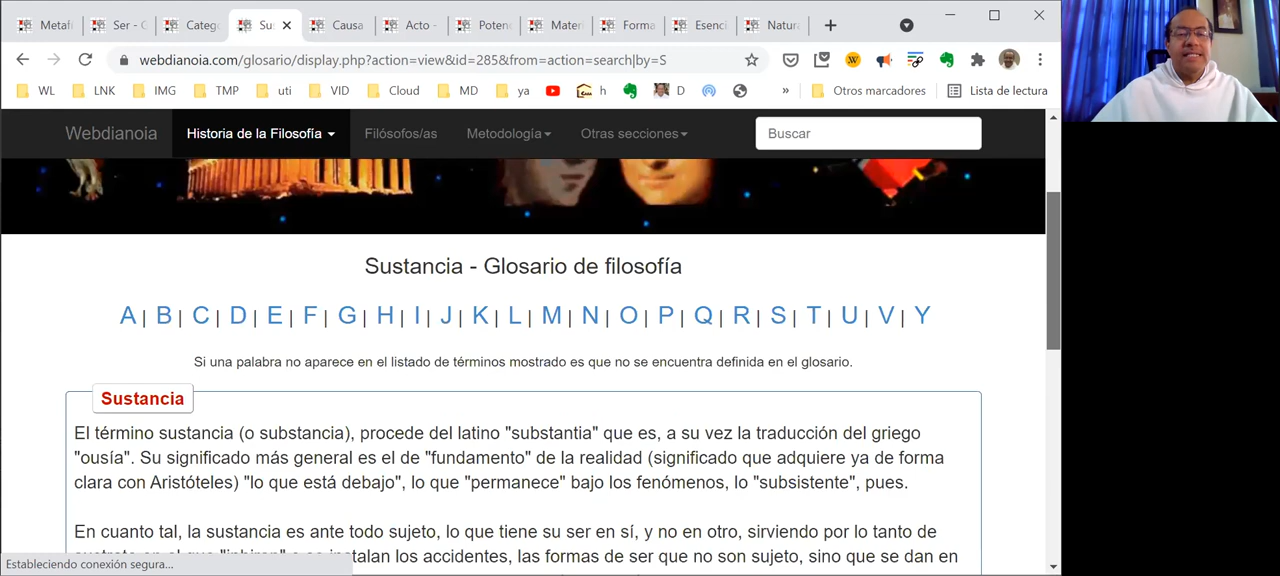 Metafí
Ser - G
Catego
Su
Causa
Acto -
Poten
Materi
Forma
Esenci
Natura
webdianoia.com/glosario/display.php?action=view&id=285&from=action=search|by=S
WL
LNK
IMG
TMP
uti
VID
Cloud
MD
ya
h
D
»
Otros marcadores
Lista de lectura
Webdianoia
Historia de la Filosofía
Filósofos/as
Metodología
Otras secciones
Buscar
Sustancia - Glosario de filosofía
A | B | C | D | E | F | G | H | I | J | K | L | M | N | O | P | Q | R | S | T | U | V | Y
Si una palabra no aparece en el listado de términos mostrado es que no se encuentra definida en el glosario.
Sustancia
El término sustancia (o substancia), procede del latino "substantia" que es, a su vez la traducción del griego
"ousía". Su significado más general es el de "fundamento" de la realidad (significado que adquiere ya de forma
clara con Aristóteles) "lo que está debajo", lo que "permanece" bajo los fenómenos, lo "subsistente", pues.
En cuanto tal, la sustancia es ante todo sujeto, lo que tiene su ser en sí, y no en otro, sirviendo por lo tanto de
instalan los accidentes, las formas de ser que no son sujeto, sino que se dan en
Estableciendo conexión segura...